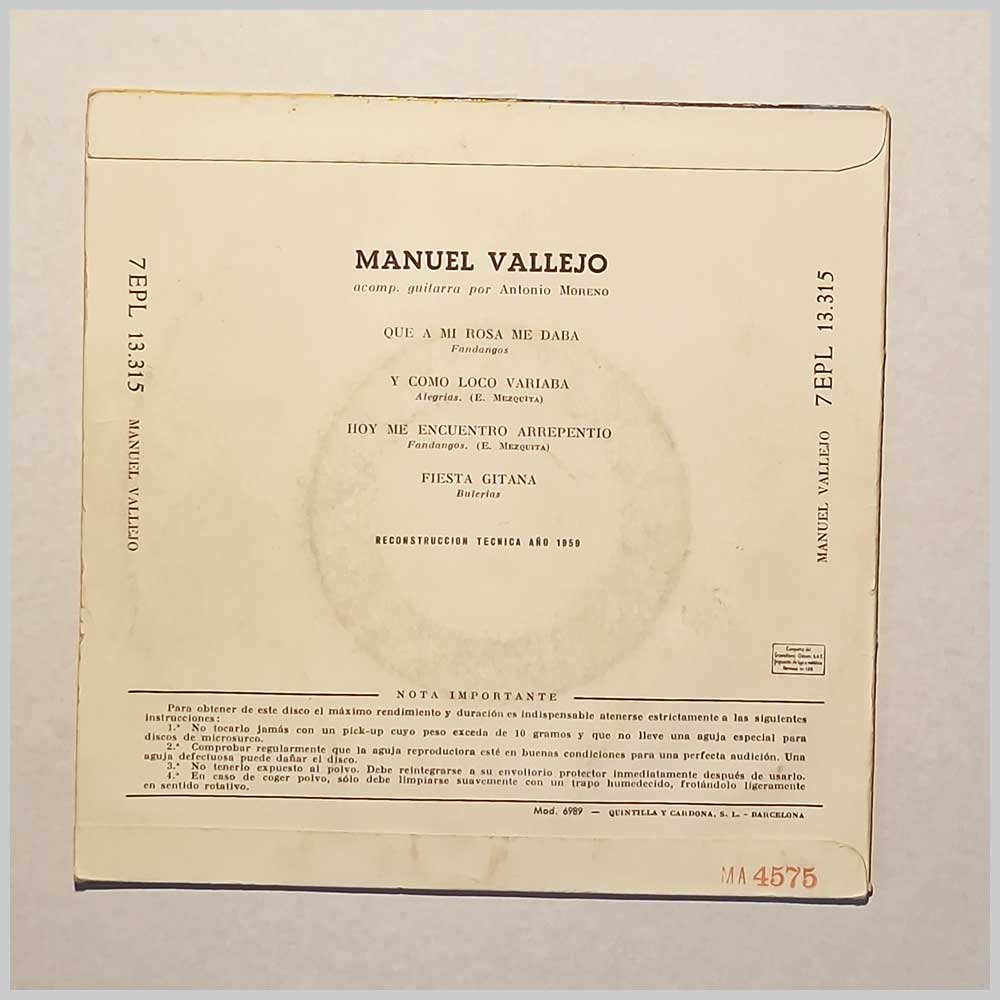 MANUEL VALLEJO
acomp. guitarra por Antonio MORENO
QUE A MI ROSA ME DABA
Fandangos
Y COMO LOCO VARIABA
Alegrias. (E. MEZQUITA)
HOY ME ENCUENTRO ARREPENTIO
Fandangos. (E. MEZQUITA)
FIESTA GITANA
Bulerias
RECONSTRUCCION TECNICA AÑO 1959
7 EPL 13.315 MANUEL VALLEJO
MANUEL VALLEJO 7 EPL 13.315
NOTA IMPORTANTE
Para obtener de este disco el máximo rendimiento y duración es indispensable atenerse estrictamente a las siguientes
instrucciones:
1.ª No tocarlo jamás con un pick-up cuyo peso exceda de 10 gramos y que no lleve una aguja especial para
discos de microsurco.
2.ª Comprobar regularmente que la aguja reproductora esté en buenas condiciones para una perfecta audición. Una
aguja defectuosa puede dañar el disco.
3.ª No tenerlo expuesto al polvo. Debe reintegrarse a su envoltorio protector inmediatamente después de usarlo.
4.ª En caso de coger polvo, sólo debe limpiarse suavemente con un trapo humedecido, frotándolo ligeramente
en sentido rotativo.
Mod. 6989 — QUINTILLA Y CARDONA, S. L. - BARCELONA
MA 4575